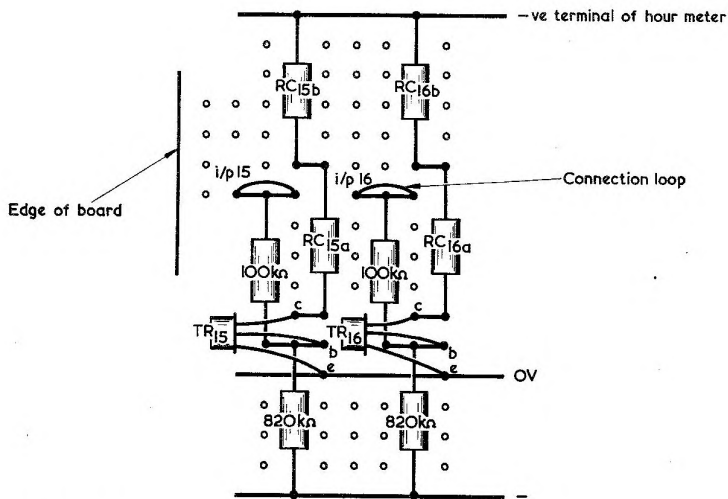 -ve terminal of hour meter
RC15b
RC16b
i/p 15
i/p 16
Connection loop
Edge of board
RC15a
RC16a
100kΩ
100kΩ
c
c
TR15
TR16
b
b
e
e
OV
820kΩ
820kΩ
-